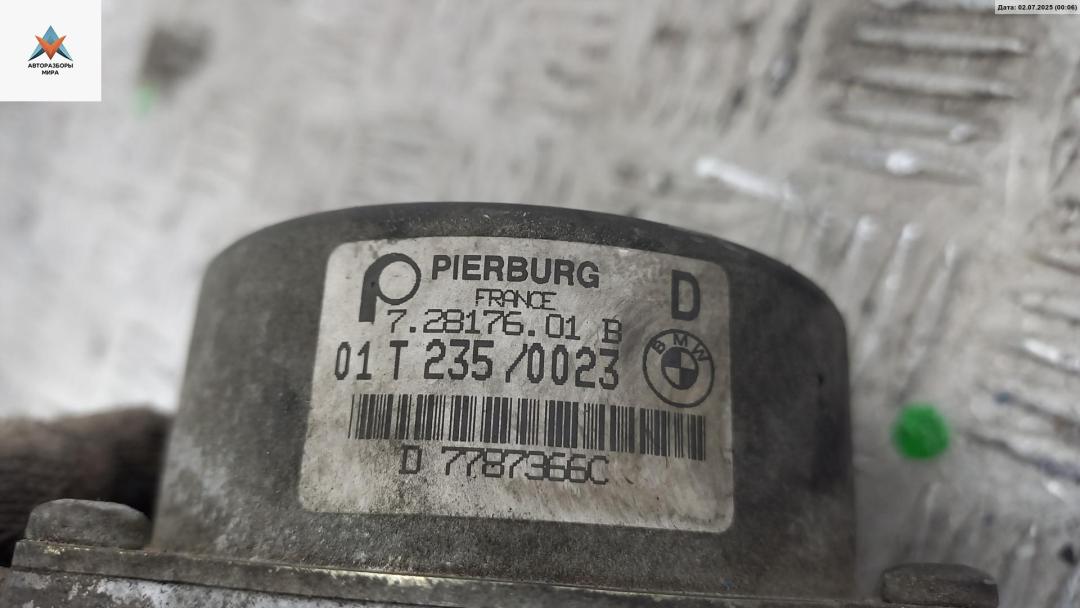 Дата: 02.07.2025 (00:06)
АВТОРАЗБОРЫ
МИРА
PIERBURG
D
FRANCE
7.28176.01 B
01 T 235/0023
BMW
D 7787366C